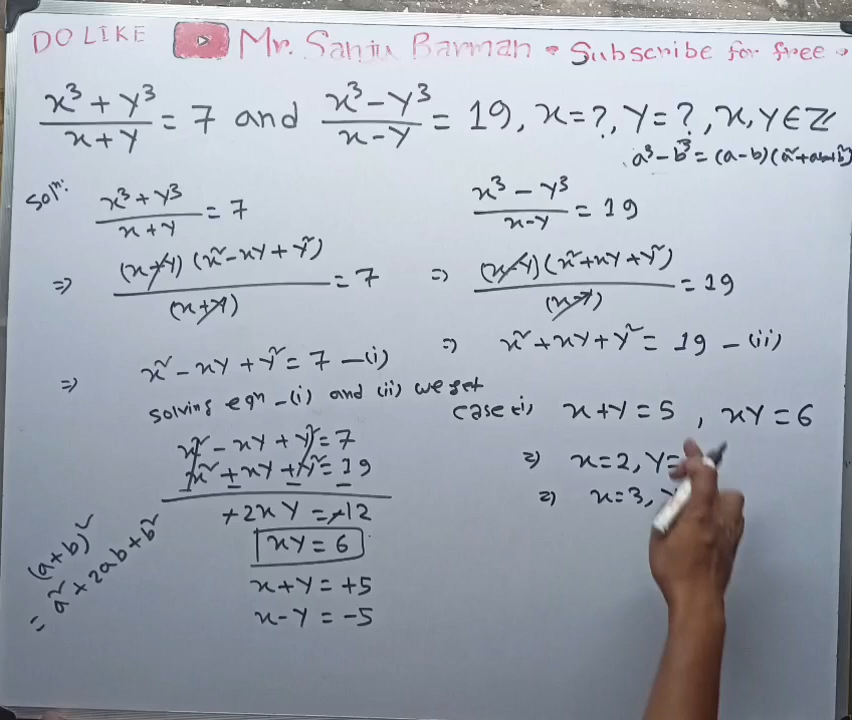 DO LIKE Mr. Sanju Barman • Subscribe for free →
x³ + y³ / x + y = 7 and x³ - y³ / x - y = 19, x = ?, y = ?, x, y ∈ ℤ
a³ - b³ = (a-b)(a²+ab+b²)
Solⁿ: x³ + y³ / x + y = 7
⇒ (x+y)(x² - xy + y²) / (x+y) = 7
⇒ x² - xy + y² = 7 —(i)
x³ - y³ / x-y = 19
⇒ (x-y)(x² + xy + y²) / (x-y) = 19
⇒ x² + xy + y² = 19 —(ii)
solving eqⁿ -(i) and (ii) we get
x² - xy + y² = 7
x² + xy + y² = 19
- - - -
+2xy = +12
xy = 6
x + y = +5
x - y = -5
(a+b)²
= a² + 2ab + b²
case (i) x + y = 5 , xy = 6
⇒ x = 2, y =
⇒ x = 3, y